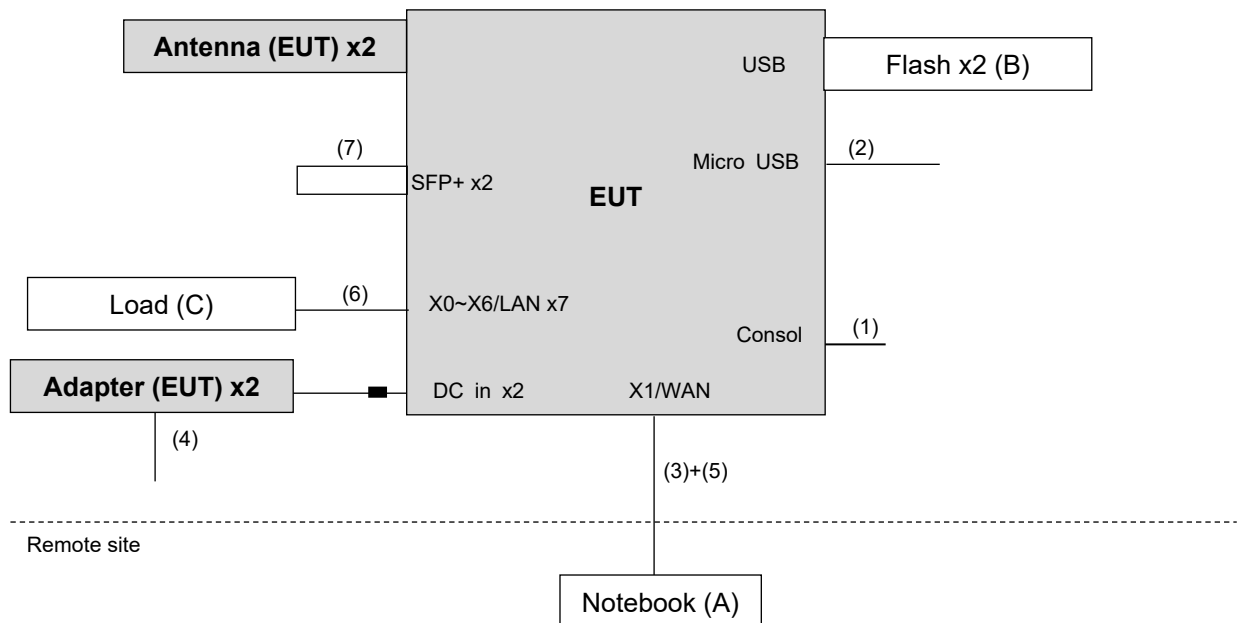 Antenna (EUT) x2
USB
Flash x2 (B)
(7)
Micro USB
(2)
SFP+ x2
EUT
Load (C)
(6)
X0~X6/LAN x7
Consol
(1)
Adapter (EUT) x2
DC in x2
X1/WAN
(4)
(3)+(5)
Remote site
Notebook (A)